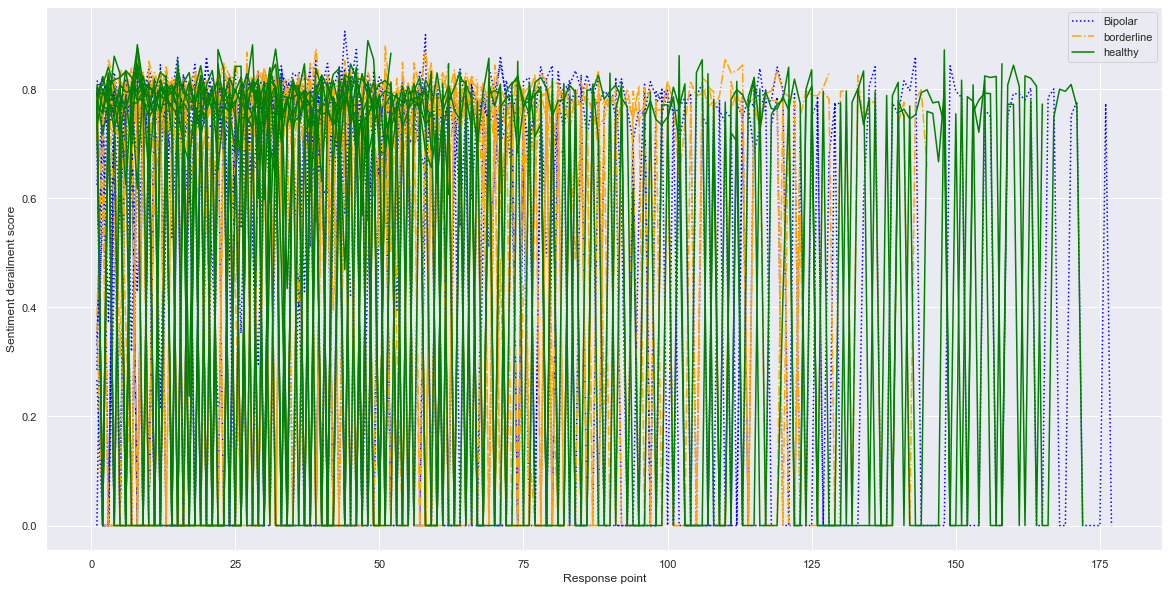 Bipolar
borderline
healthy
Sentiment derailment score
0.8
0.6
0.4
0.2
0.0
0 25 50 75 100 125 150 175
Response point